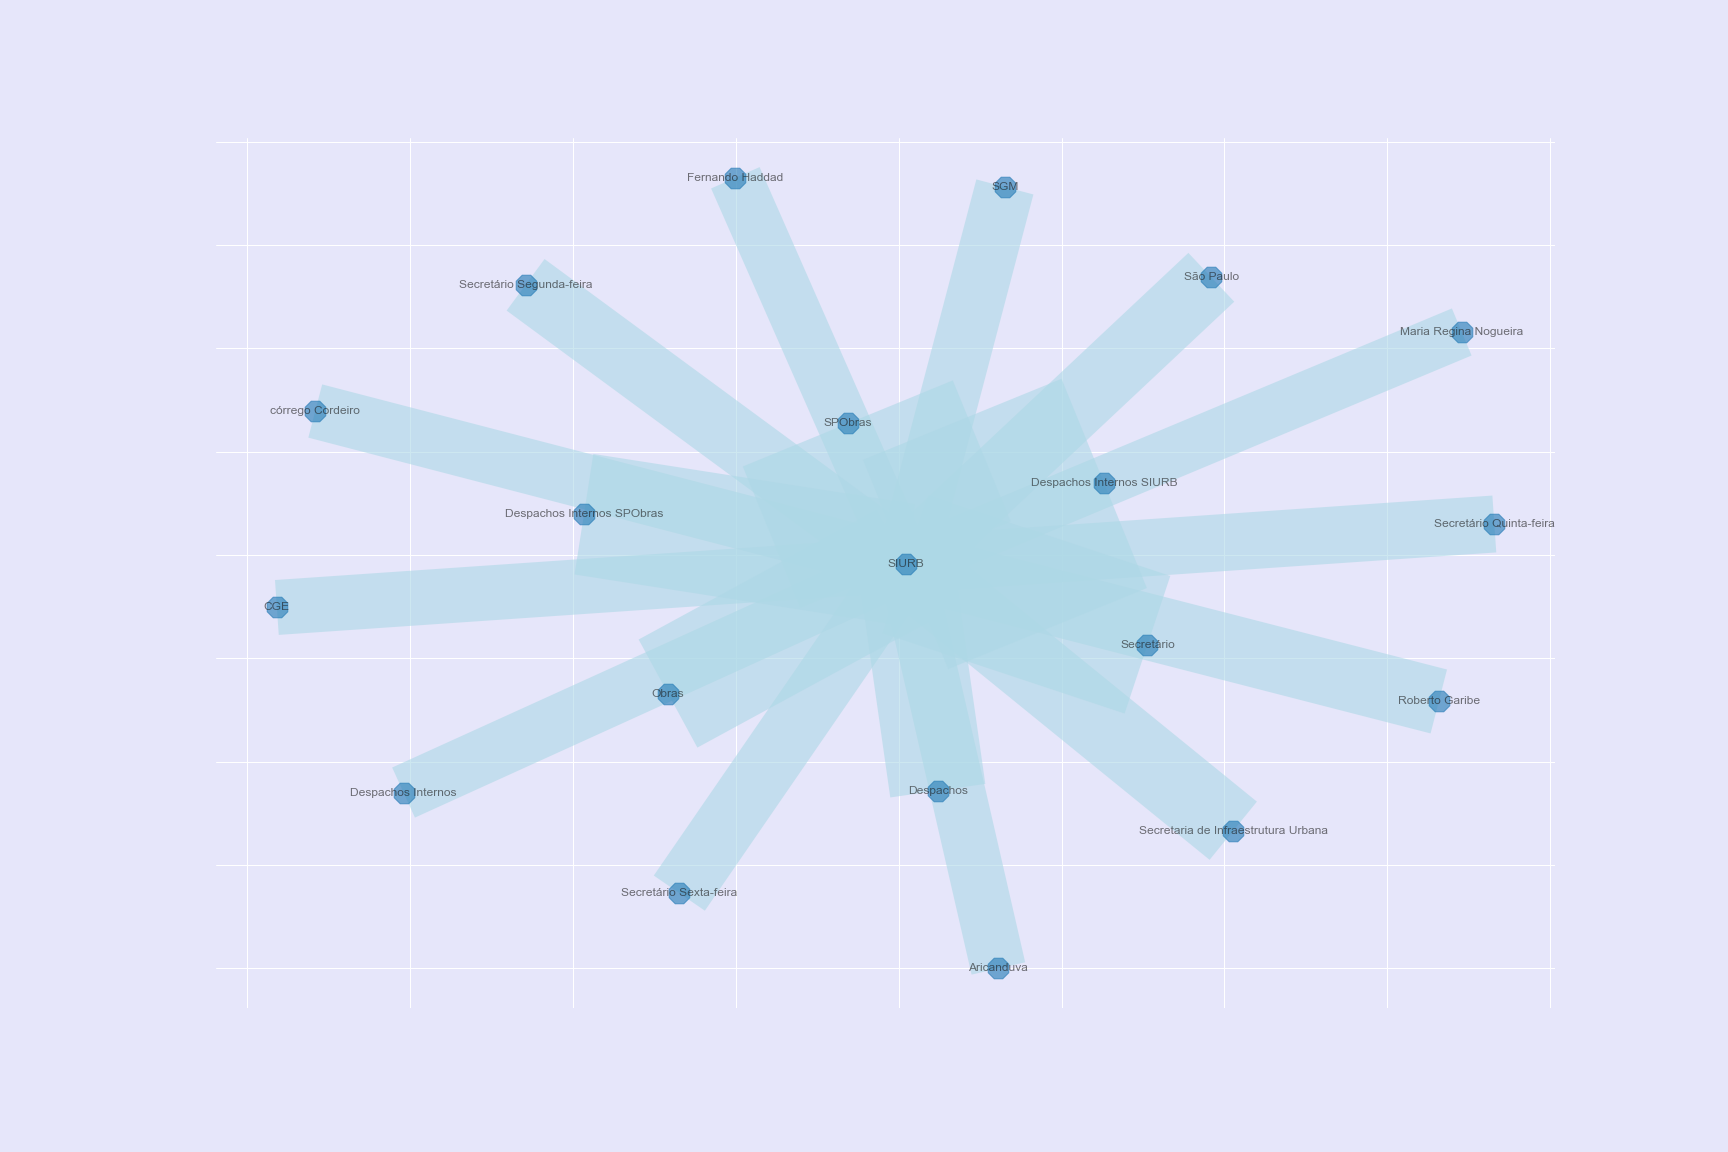 Fernando Haddad
SGM
São Paulo
Secretário Segunda-feira
Maria Regina Nogueira
córrego Cordeiro
SPObras
Despachos Internos SIURB
Despachos Internos SPObras
Secretário Quinta-feira
SIURB
CGE
Secretário
Obras
Roberto Garibe
Despachos Internos
Despachos
Secretaria de Infraestrutura Urbana
Secretário Sexta-feira
Aricanduva